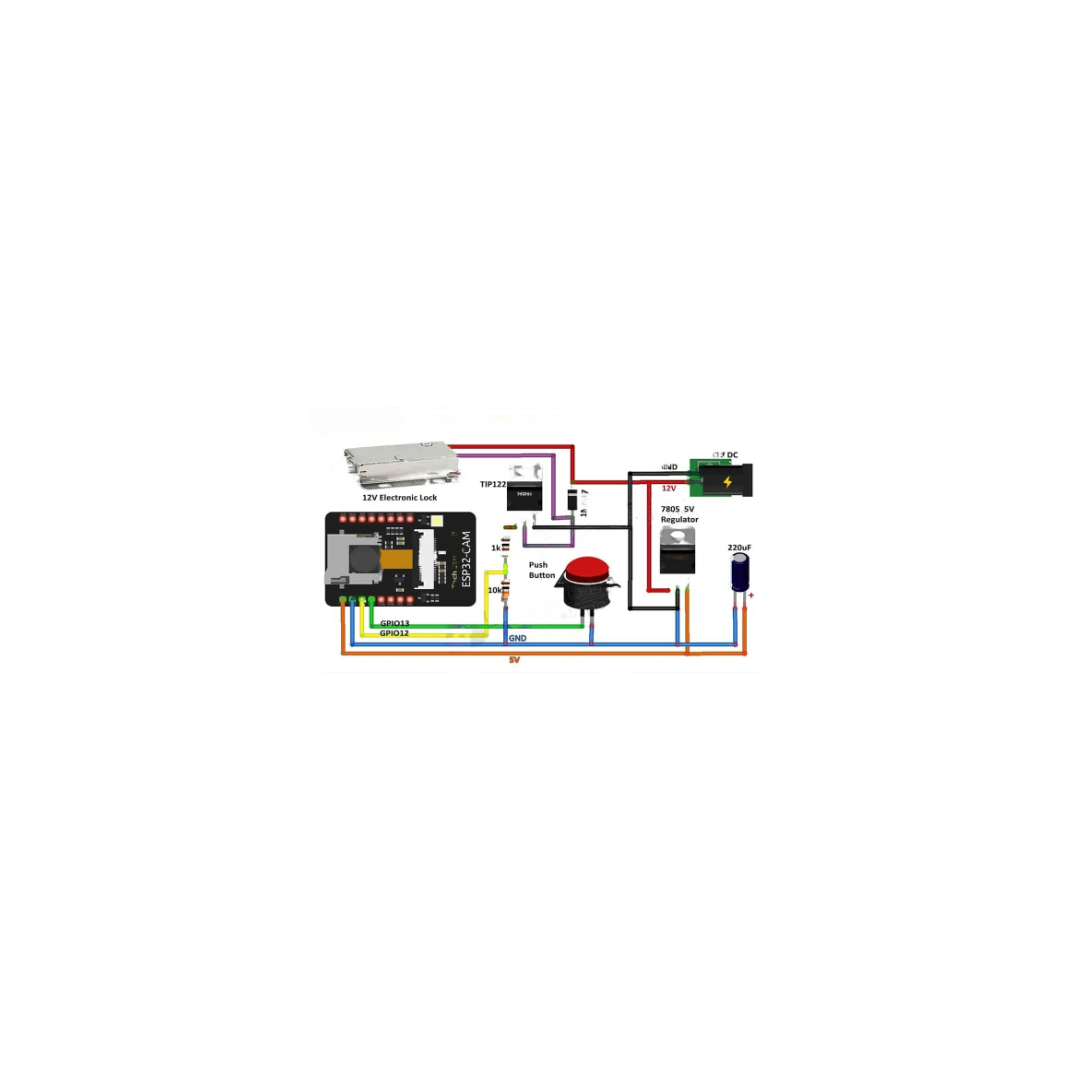 DC
GND
12V
TIP122
12V Electronic Lock
7805 5V
Regulator
ESP32-CAM
1k
10k
Push
Button
220uF
+
GPIO13
GPIO12
GND
5V